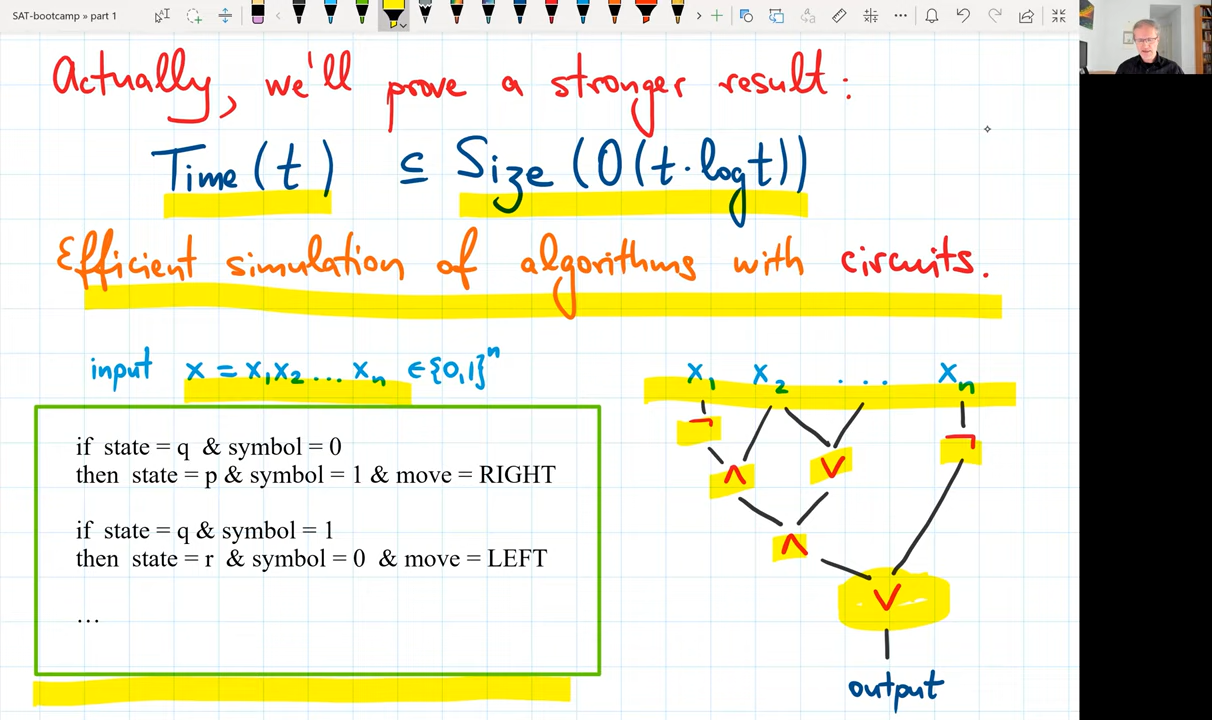 SAT-bootcamp » part 1
Actually, we'll prove a stronger result:
Time(t) ⊆ Size(O(t·logt))
Efficient simulation of algorithms with circuits.
input x = x₁x₂...xₙ ∈{0,1}ⁿ
if state = q & symbol = 0
then state = p & symbol = 1 & move = RIGHT
if state = q & symbol = 1
then state = r & symbol = 0 & move = LEFT
...
x₁ x₂ ... xₙ
¬ ¬
∧ ∨
∧
∨
output